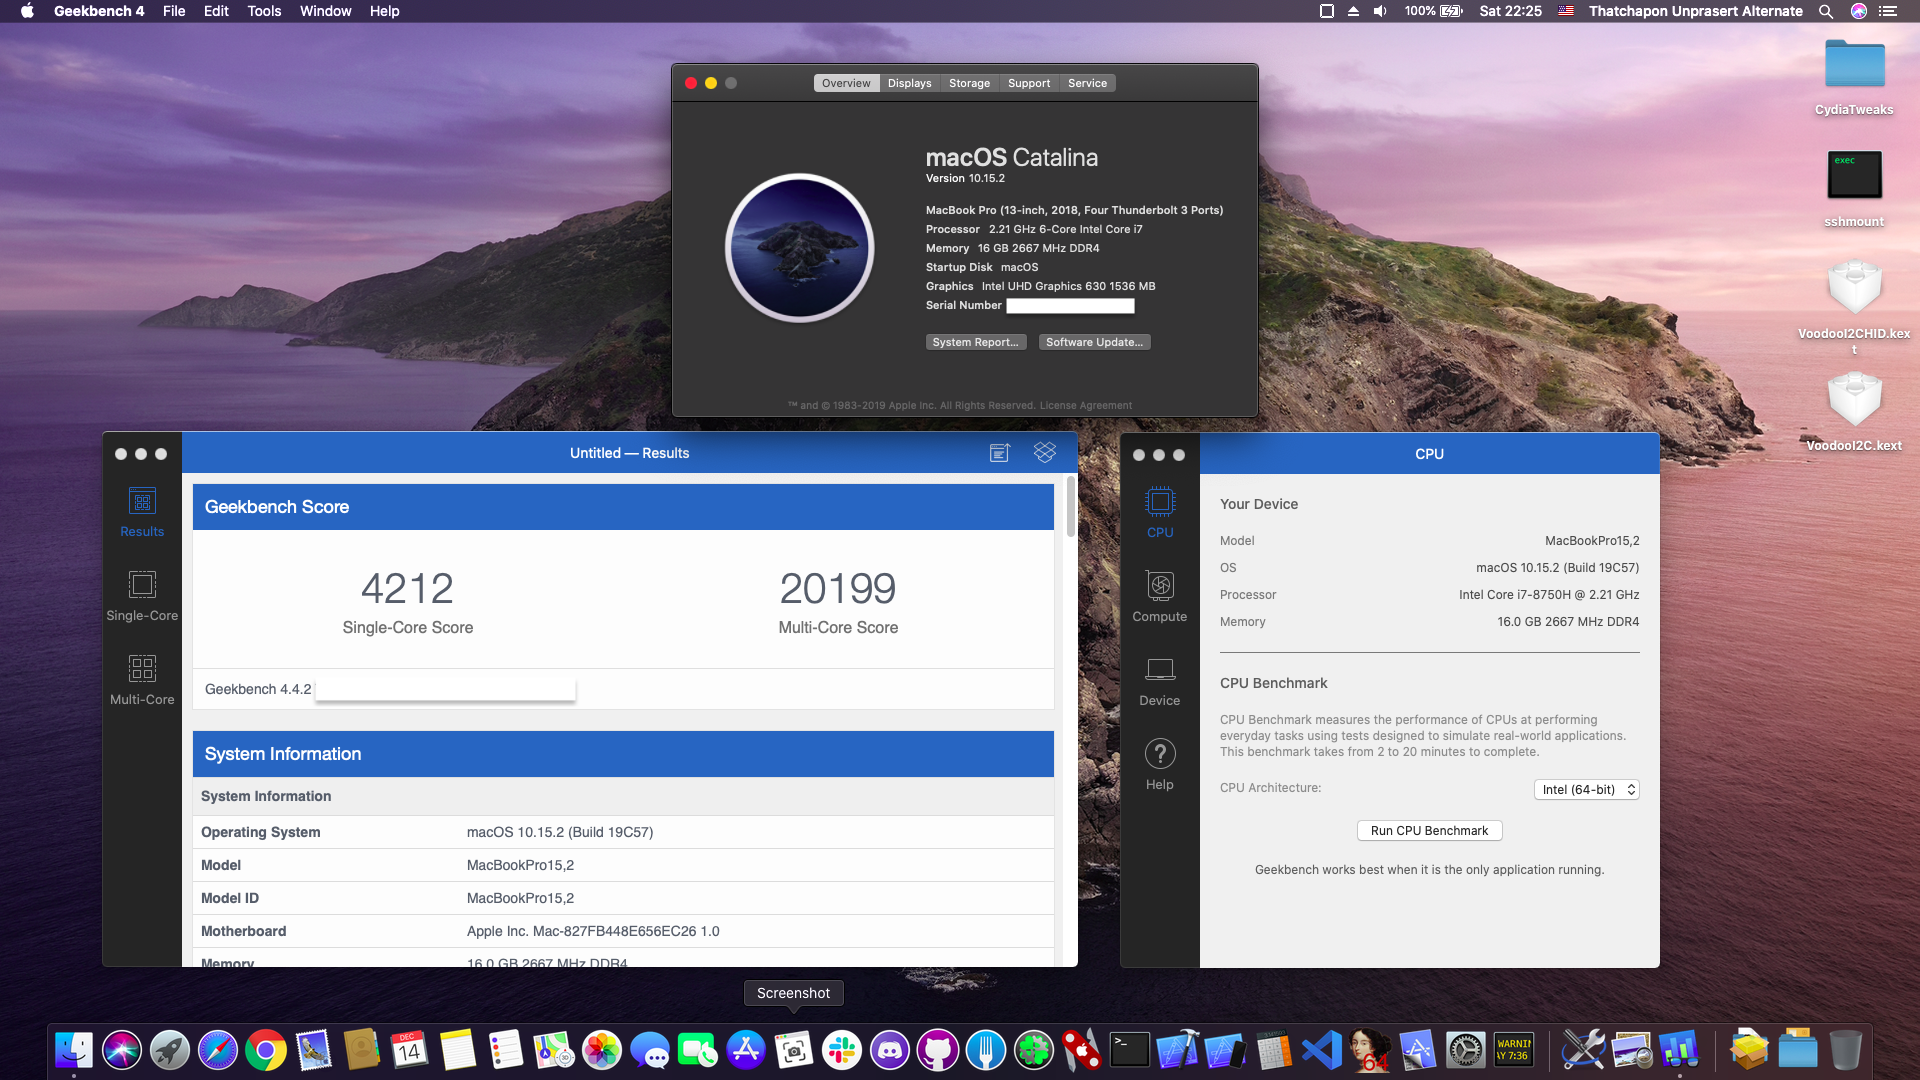 Geekbench 4 File Edit Tools Window Help
100% Sat 22:25 Thatchapon Unprasert Alternate
CydiaTweaks
exec
sshmount
VoodooI2CHID.kex
t
VoodooI2C.kext
Overview Displays Storage Support Service
macOS Catalina
Version 10.15.2
MacBook Pro (13-inch, 2018, Four Thunderbolt 3 Ports)
Processor 2.21 GHz 6-Core Intel Core i7
Memory 16 GB 2667 MHz DDR4
Startup Disk macOS
Graphics Intel UHD Graphics 630 1536 MB
Serial Number
System Report... Software Update...
™ and © 1983-2019 Apple Inc. All Rights Reserved. License Agreement
Untitled — Results
Results
Single-Core
Multi-Core
Geekbench Score
4212 20199
Single-Core Score Multi-Core Score
Geekbench 4.4.2
System Information
System Information
Operating System macOS 10.15.2 (Build 19C57)
Model MacBookPro15,2
Model ID MacBookPro15,2
Motherboard Apple Inc. Mac-827FB448E656EC26 1.0
Memory 16.0 GB 2667 MHz DDR4
CPU
CPU
Compute
Device
?
Help
Your Device
Model MacBookPro15,2
OS macOS 10.15.2 (Build 19C57)
Processor Intel Core i7-8750H @ 2.21 GHz
Memory 16.0 GB 2667 MHz DDR4
CPU Benchmark
CPU Benchmark measures the performance of CPUs at performing
everyday tasks using tests designed to simulate real-world applications.
This benchmark takes from 2 to 20 minutes to complete.
CPU Architecture: Intel (64-bit)
Run CPU Benchmark
Geekbench works best when it is the only application running.
Screenshot
DEC
14
>_
64
WARNIN
AY 7:36